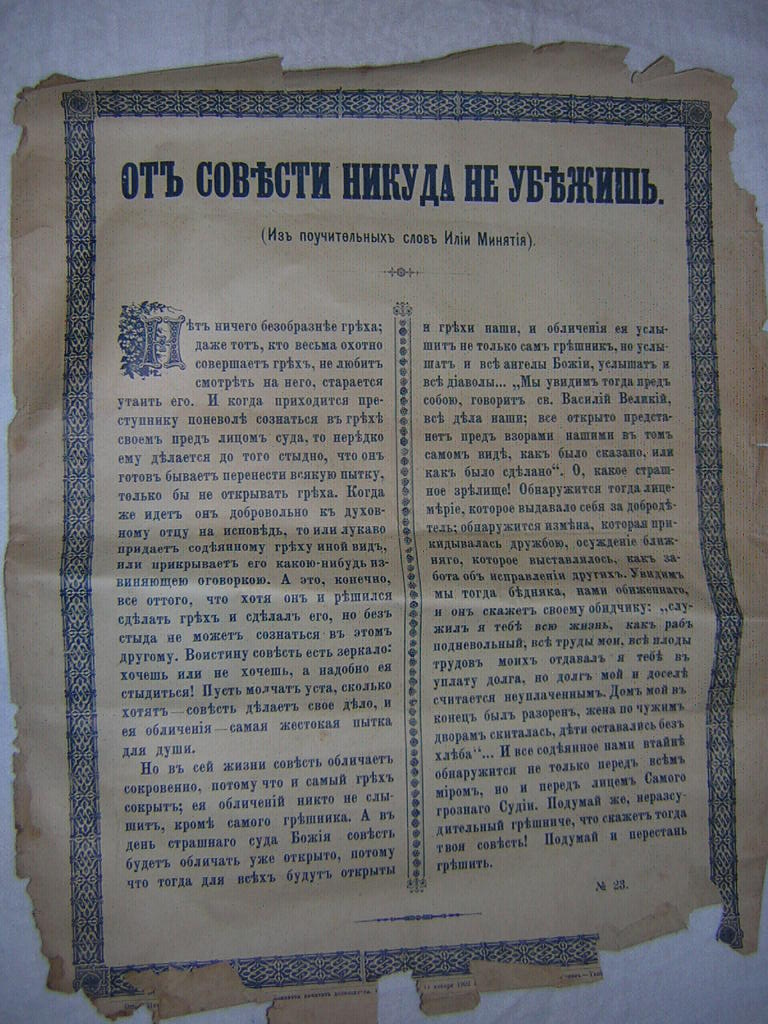 ОТЪ СОВѢСТИ НИКУДА НЕ УБѢЖИШЬ.
(Изъ поучительныхъ словъ Иліи Минятія).
Нѣтъ ничего безобразнѣе грѣха;
даже тотъ, кто весьма охотно
совершаетъ грѣхъ, не любитъ
смотрѣть на него, старается
утаить его. И когда приходится пре-
ступнику поневолѣ сознаться въ грѣхѣ
своемъ предъ лицомъ суда, то нерѣдко
ему дѣлается до того стыдно, что онъ
готовъ бываетъ перенести всякую пытку,
только бы не открывать грѣха. Когда
же идетъ онъ добровольно къ духов-
ному отцу на исповѣдь, то или лукаво
придаетъ содѣянному грѣху иной видъ,
или прикрываетъ его какою-нибудь из-
виняющею оговоркою. А это, конечно,
все оттого, что хотя онъ и рѣшился
сдѣлать грѣхъ и сдѣлалъ его, но безъ
стыда не можетъ сознаться въ этомъ
другому. Воистину совѣсть есть зеркало:
хочешь или не хочешь, а надобно ея
стыдиться! Пусть молчатъ уста, сколько
хотятъ—совѣсть дѣлаетъ свое дѣло, и
ея обличенія—самая жестокая пытка
для души.
Но въ сей жизни совѣсть обличаетъ
сокровенно, потому что и самый грѣхъ
сокрытъ; ея обличеній никто не слы-
шитъ, кромѣ самого грѣшника. А въ
день страшнаго суда Божія совѣсть
будетъ обличать уже открыто, потому
что тогда для всѣхъ будутъ открыты
и грѣхи наши, и обличенія ея услы-
шитъ не только самъ грѣшникъ, но услы-
шатъ и всѣ ангелы Божіи, услышатъ и
всѣ діаволы... „Мы увидимъ тогда предъ
собою, говоритъ св. Василій Великій,
всѣ дѣла наши; все открыто предста-
нетъ предъ взорами нашими въ томъ
самомъ видѣ, какъ было сказано, или
какъ было сдѣлано“. О, какое страш-
ное зрѣлище! Обнаружится тогда лице-
мѣріе, которое выдавало себя за добродѣ-
тель; обнаружится измѣна, которая при-
кидывалась дружбою, осужденіе ближ-
няго, которое выставлялось, какъ за-
бота объ исправленіи другихъ. Увидимъ
мы тогда бѣдняка, нами обиженнаго,
и онъ скажетъ своему обидчику: „слу-
жилъ я тебѣ всю жизнь, какъ рабъ
подневольный, всѣ труды мои, всѣ плоды
трудовъ моихъ отдавалъ я тебѣ въ
уплату долга, но долгъ мой и доселѣ
считается неуплаченнымъ. Домъ мой въ
конецъ былъ разоренъ, жена по чужимъ
дворамъ скиталась, дѣти оставались безъ
хлѣба“... И все содѣянное нами втайнѣ
обнаружится не только передъ всѣмъ
міромъ, но и передъ лицемъ Самого
грознаго Судіи. Подумай же, неразсу-
дительный грѣшниче, что скажетъ тогда
твоя совѣсть! Подумай и перестань
грѣшить.
№ 23.
января 1902